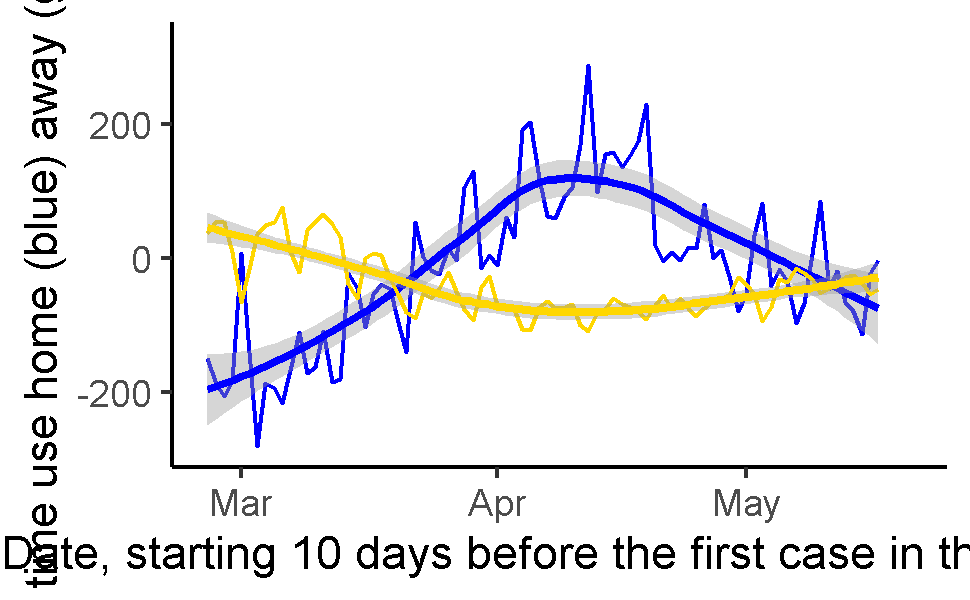 time use home (blue) away (
200
0
-200
Mar Apr May
Date, starting 10 days before the first case in th